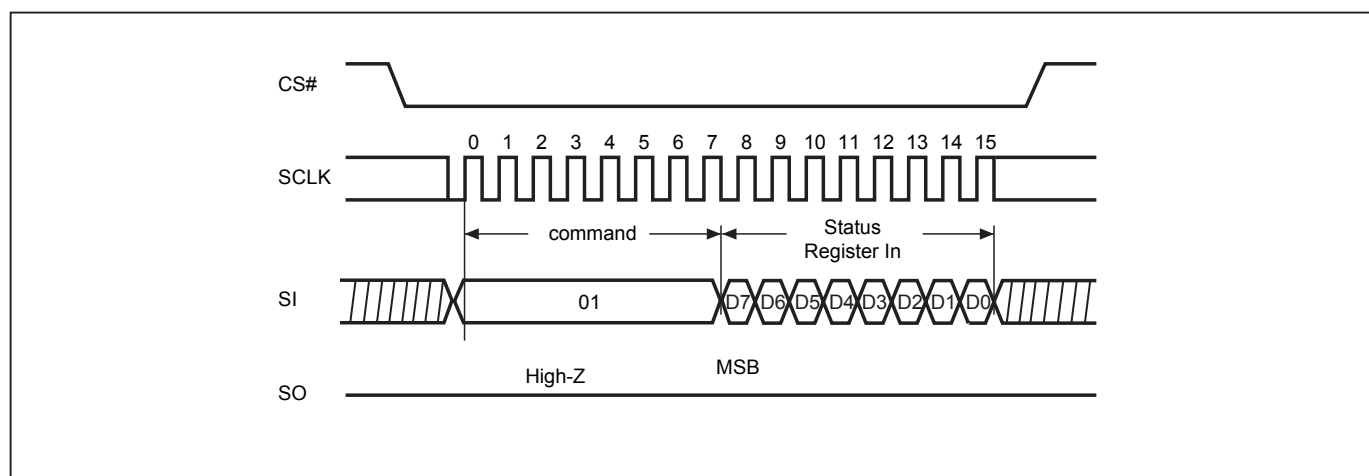 CS#
0 1 2 3 4 5 6 7 8 9 10 11 12 13 14 15
SCLK
command
Status
Register In
SI
01
D7 D6 D5 D4 D3 D2 D1 D0
High-Z
MSB
SO